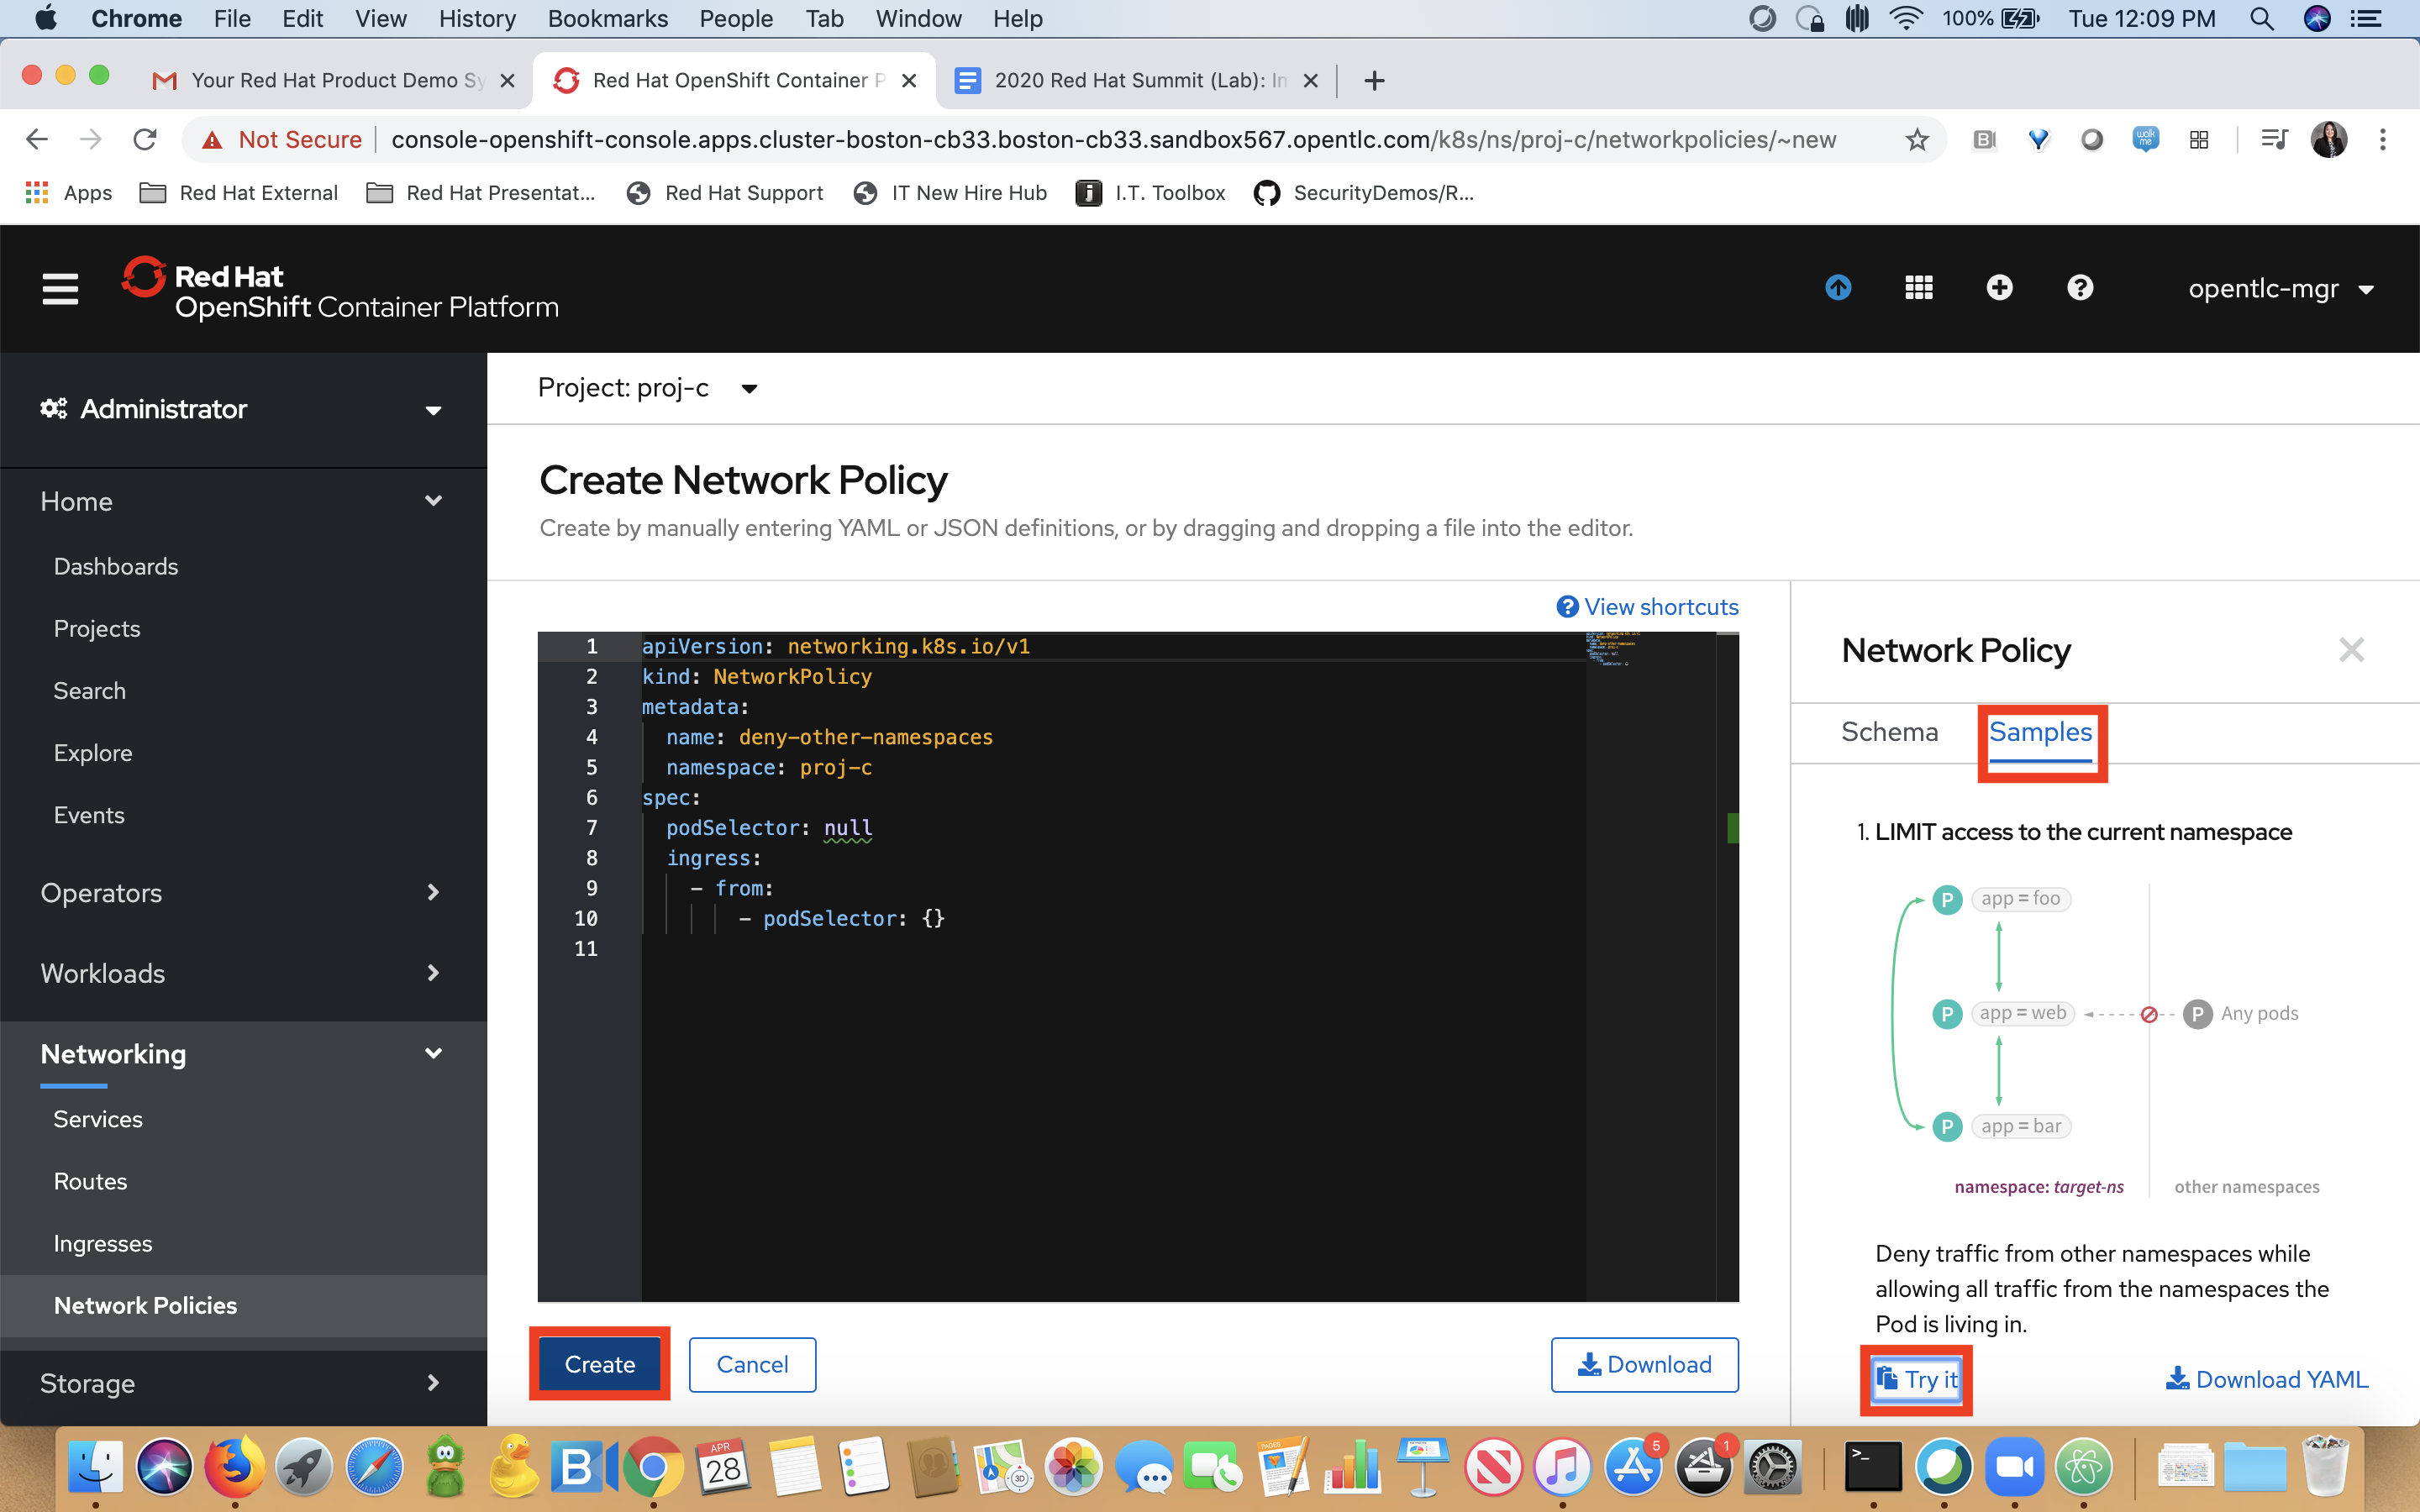 Chrome File Edit View History Bookmarks People Tab Window Help 100% Tue 12:09 PM
Your Red Hat Product Demo Sy Red Hat OpenShift Container P 2020 Red Hat Summit (Lab): In
Not Secure console-openshift-console.apps.cluster-boston-cb33.boston-cb33.sandbox567.opentlc.com/k8s/ns/proj-c/networkpolicies/~new
Apps Red Hat External Red Hat Presentat... Red Hat Support IT New Hire Hub I.T. Toolbox SecurityDemos/R...
Red Hat
OpenShift Container Platform
opentlc-mgr
Administrator
Home
Dashboards
Projects
Search
Explore
Events
Operators
Workloads
Networking
Services
Routes
Ingresses
Network Policies
Storage
Project: proj-c
Create Network Policy
Create by manually entering YAML or JSON definitions, or by dragging and dropping a file into the editor.
View shortcuts
1 apiVersion: networking.k8s.io/v1
2 kind: NetworkPolicy
3 metadata:
4 name: deny-other-namespaces
5 namespace: proj-c
6 spec:
7 podSelector: null
8 ingress:
9 - from:
10 - podSelector: {}
11
Create Cancel Download
Network Policy
Schema Samples
1. LIMIT access to the current namespace
P app = foo
P app = web P Any pods
P app = bar
namespace: target-ns other namespaces
Deny traffic from other namespaces while
allowing all traffic from the namespaces the
Pod is living in.
Try it Download YAML
APR
28
PAGES
3D
5
1